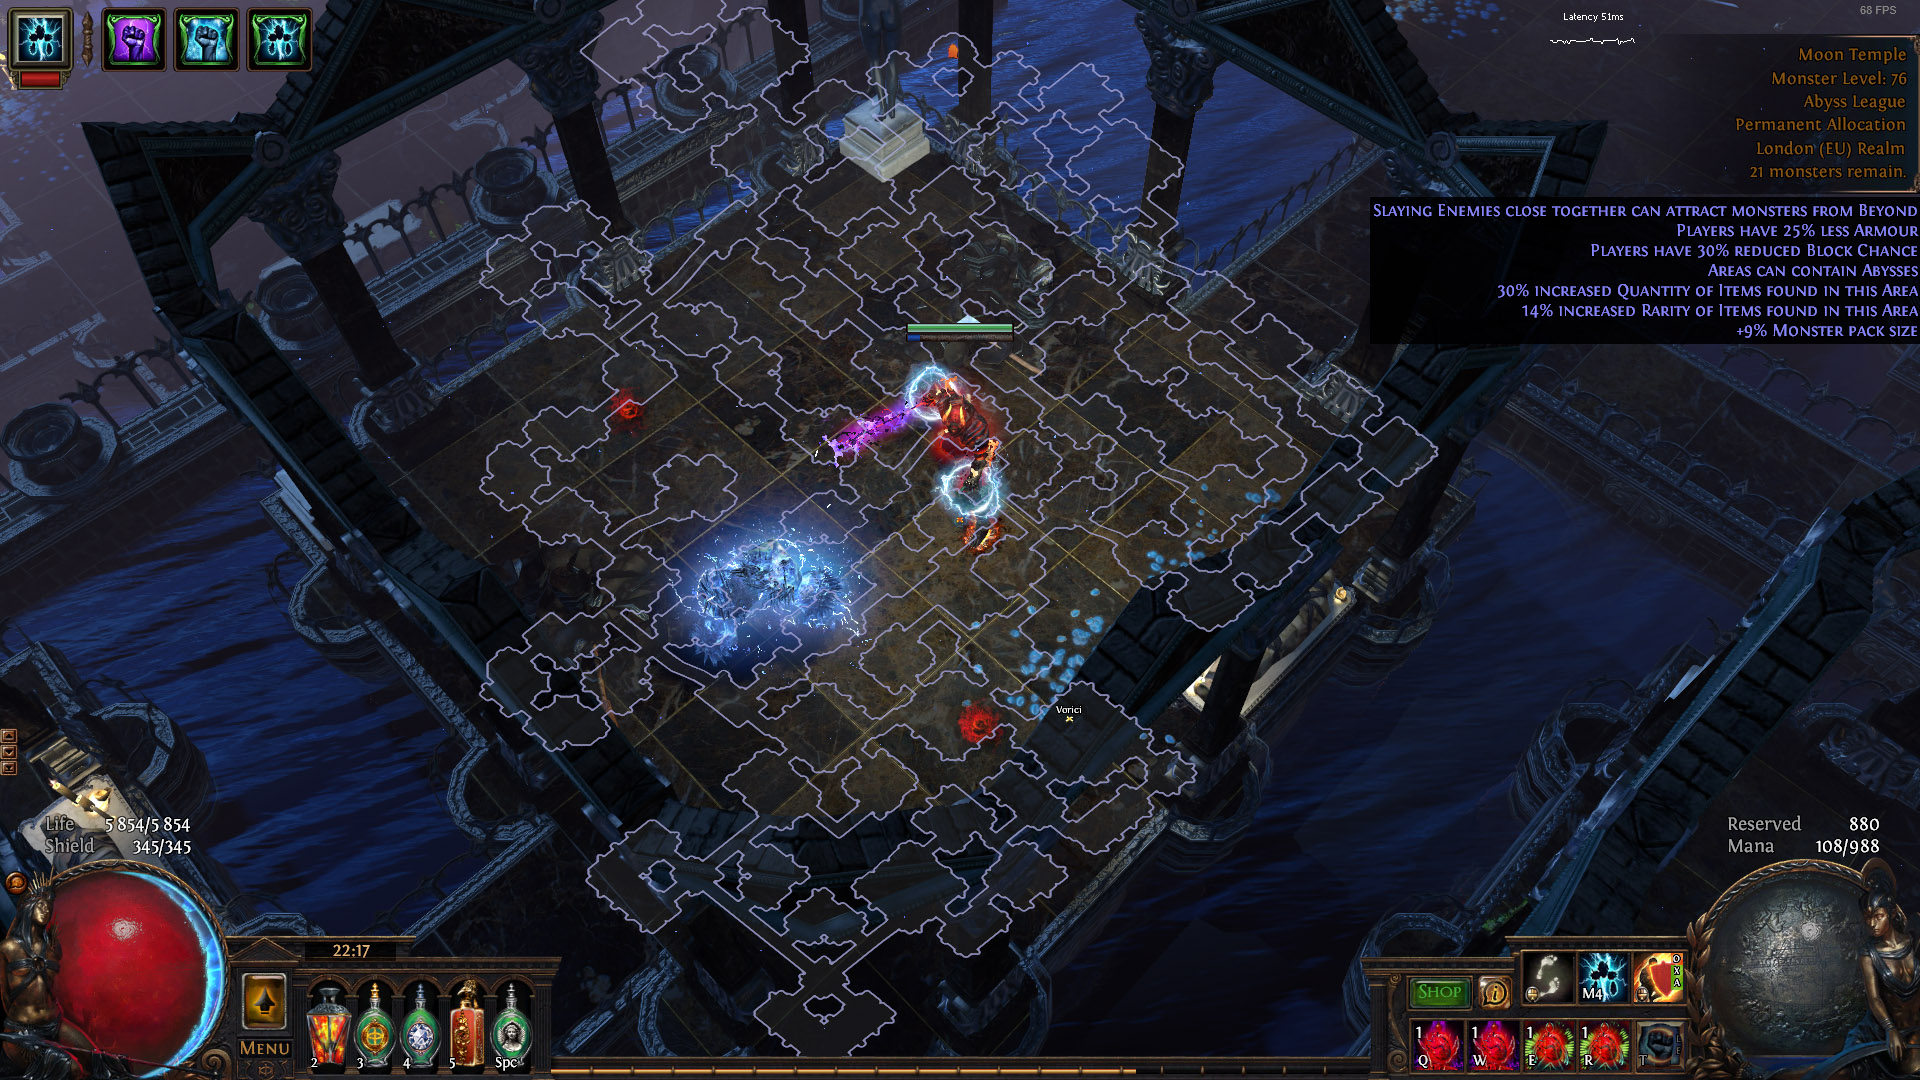 68 FPS
Latency 51ms
Moon Temple
Monster Level: 76
Abyss League
Permanent Allocation
London (EU) Realm
21 monsters remain.
Slaying Enemies close together can attract monsters from Beyond
Players have 25% less Armour
Players have 30% reduced Block Chance
Areas can contain Abysses
30% increased Quantity of Items found in this Area
14% increased Rarity of Items found in this Area
+9% Monster pack size
Vorici
Life 5 854/5 854
Shield 345/345
Reserved 880
Mana 108/988
22:17
Menu
2 3 4 5 Spc
Shop
M4
O
X
A
1 1 1 1
Q W E R T